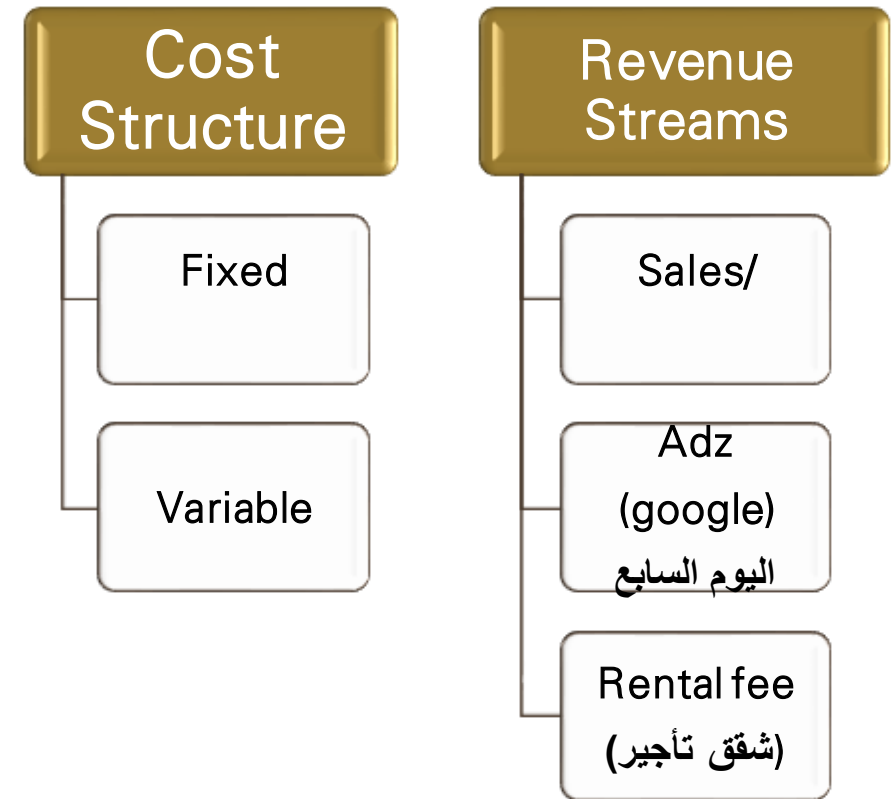 Cost
Structure
Fixed
Variable
Revenue
Streams
Sales/
Adz
(google)
اليوم السابع
Rental fee
(شقق تأجير)